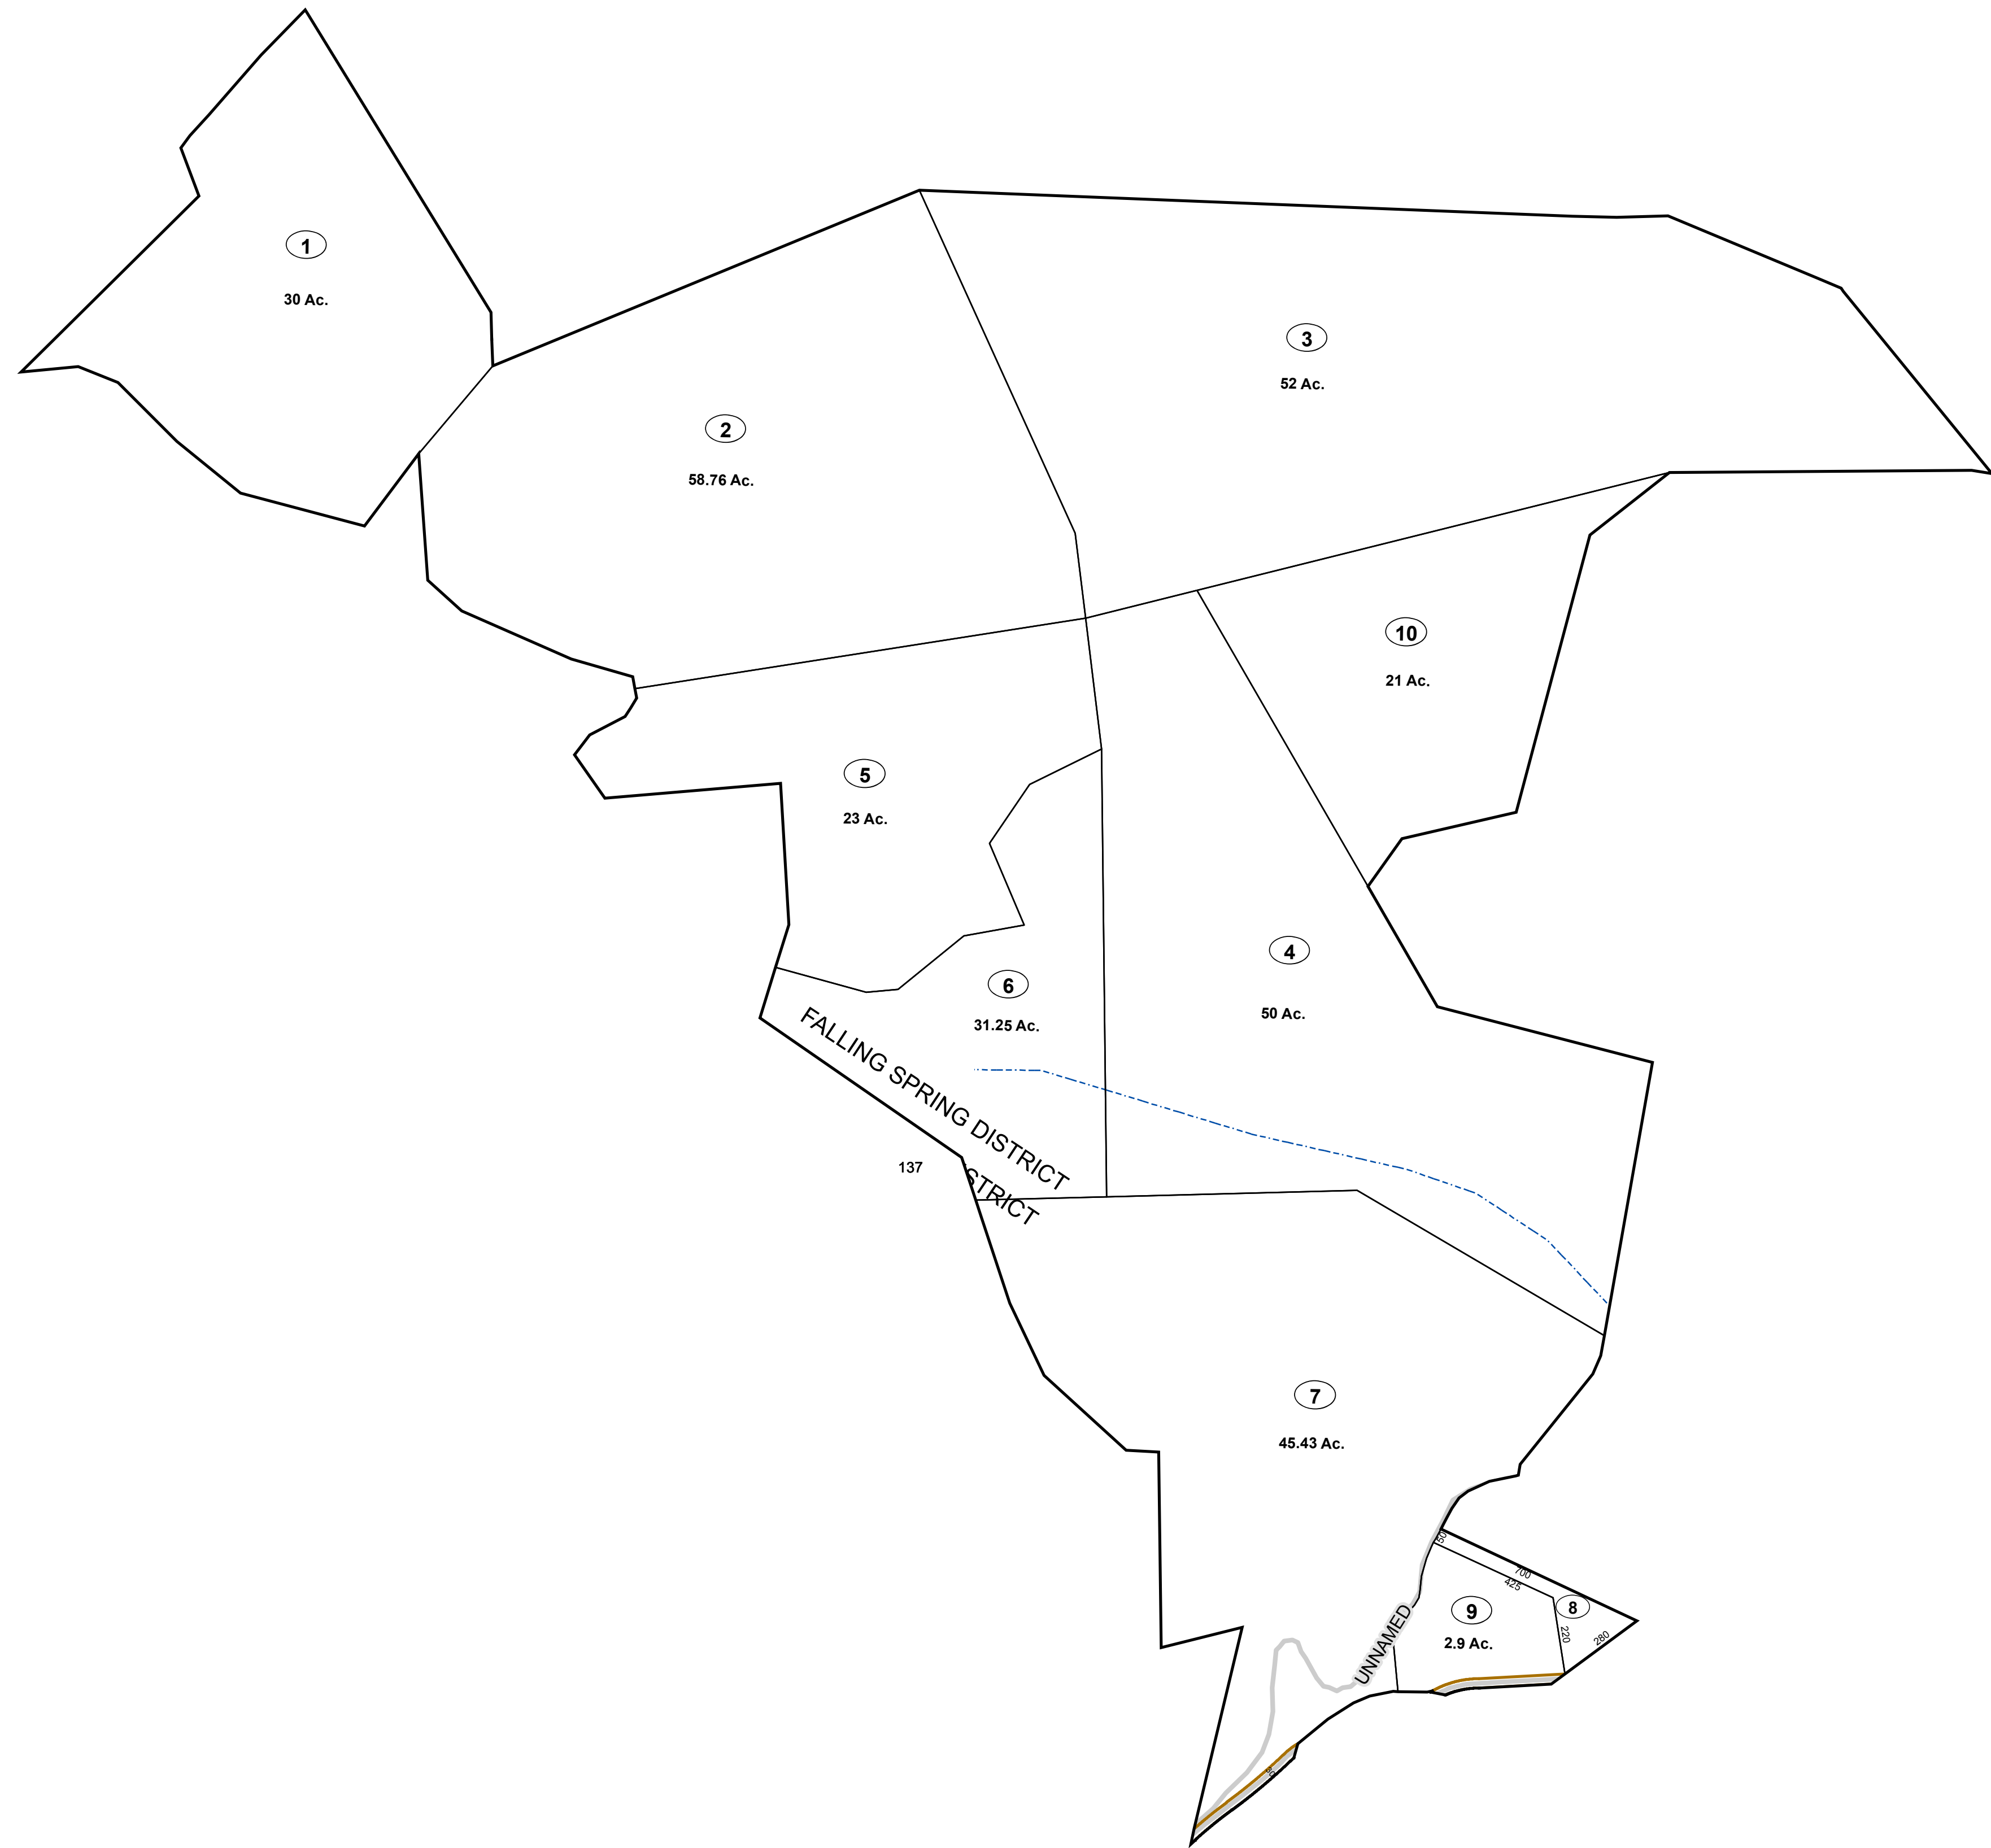 1
30 Ac.
3
52 Ac.
2
58.76 Ac.
10
21 Ac.
5
23 Ac.
4
50 Ac.
6
31.25 Ac.
FALLING SPRING DISTRICT
STRICT
137
7
45.43 Ac.
50
700
425
8
9
2.9 Ac.
220
280
UNNAMED